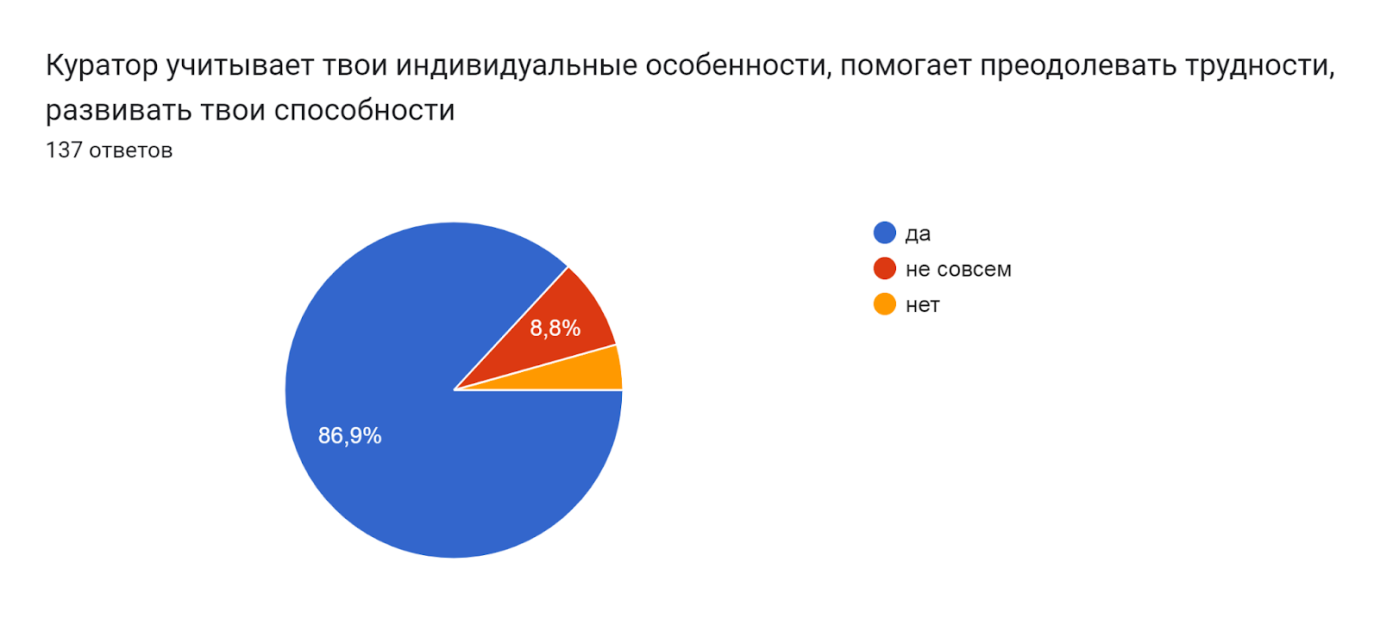 Куратор учитывает твои индивидуальные особенности, помогает преодолевать трудности,
развивать твои способности
137 ответов
да
не совсем
нет
8,8%
86,9%